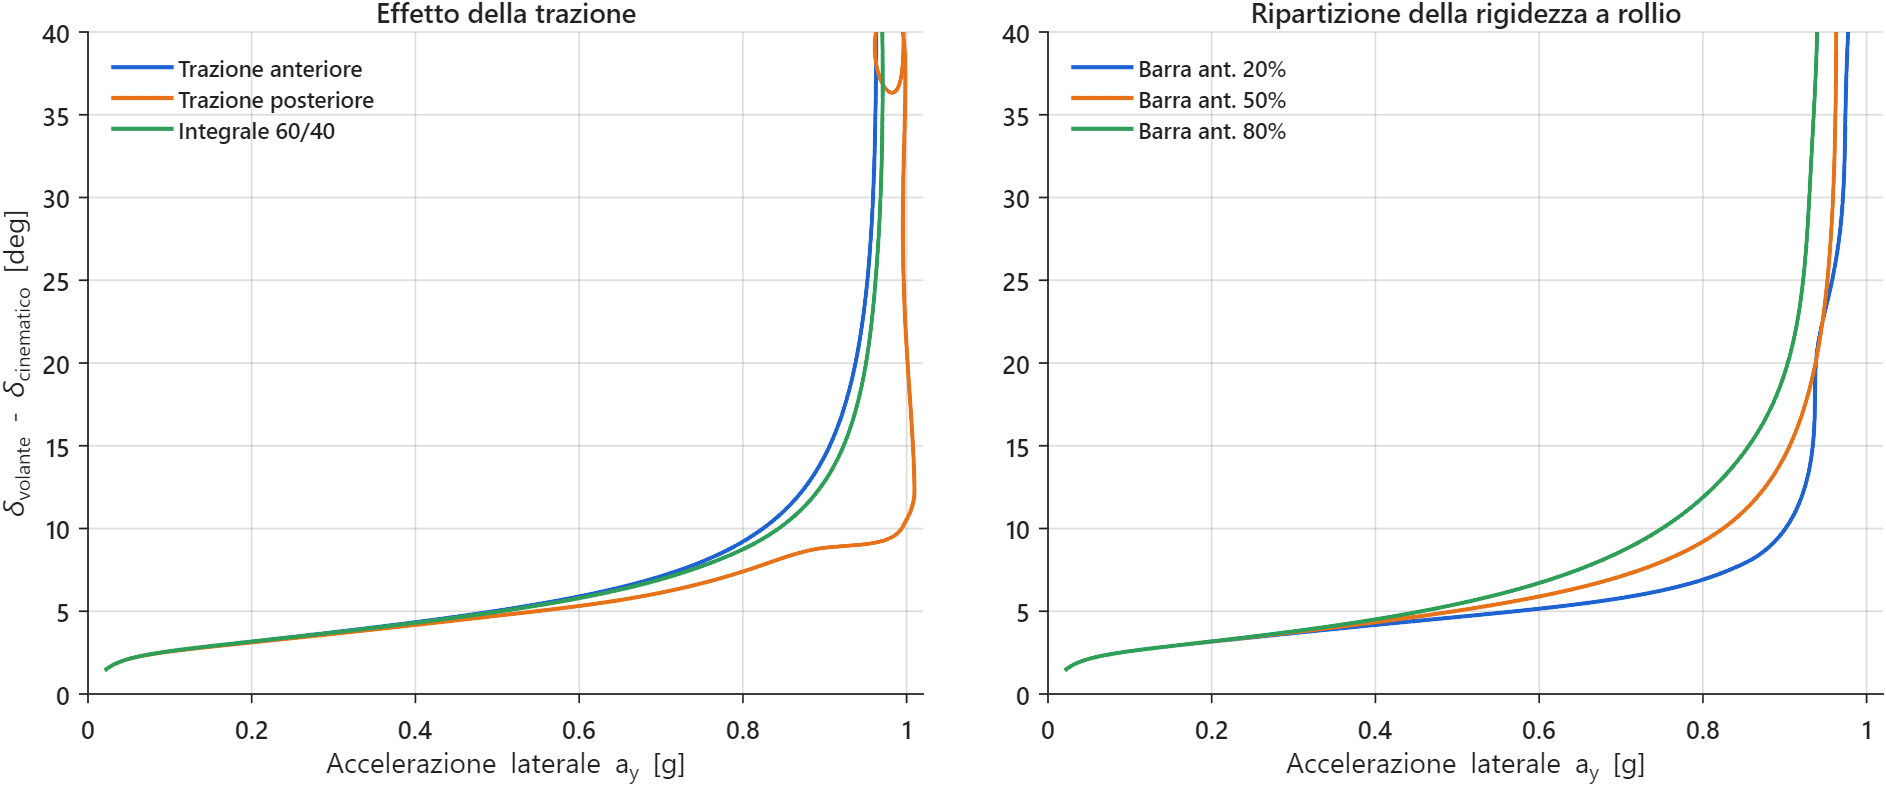 Effetto della trazione
40
35
30
25
20
15
10
5
0
δvolante - δcinematico [deg]
Trazione anteriore
Trazione posteriore
Integrale 60/40
0 0.2 0.4 0.6 0.8 1
Accelerazione laterale ay [g]
Ripartizione della rigidezza a rollio
40
35
30
25
20
15
10
5
0
Barra ant. 20%
Barra ant. 50%
Barra ant. 80%
0 0.2 0.4 0.6 0.8 1
Accelerazione laterale ay [g]